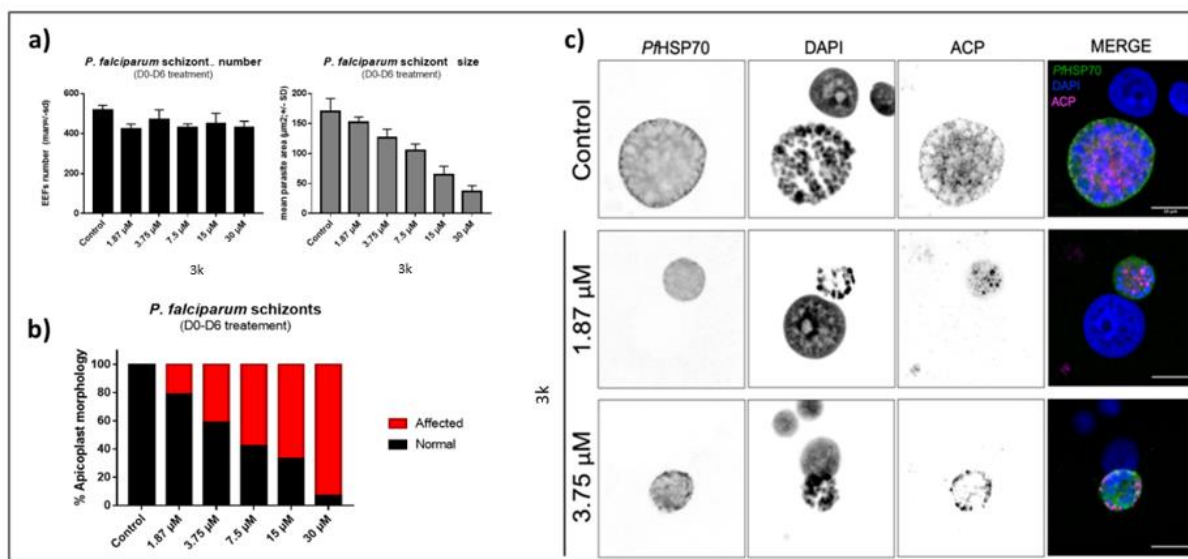 a)
P. falciparum schizont number
(D0-D6 treatment)
EEFs number (man+/-sd)
600
400
200
0
Control
1.87 µM
3.75 µM
7.5 µM
15 µM
30 µM
3k
P. falciparum schizont size
(D0-D6 treatment)
mean parasite area (µm2;+/- SD)
200
150
100
50
0
Control
1.87 µM
3.75 µM
7.5 µM
15 µM
30 µM
3k
b)
P. falciparum schizonts
(D0-D6 treatement)
% Apicoplast morphology
100
80
60
40
20
0
Control
1.87 µM
3.75 µM
7.5 µM
15 µM
30 µM
Affected
Normal
c)
PfHSP70
DAPI
ACP
MERGE
Control
PfHSP70
DAPI
ACP
3k
1.87 µM
3.75 µM